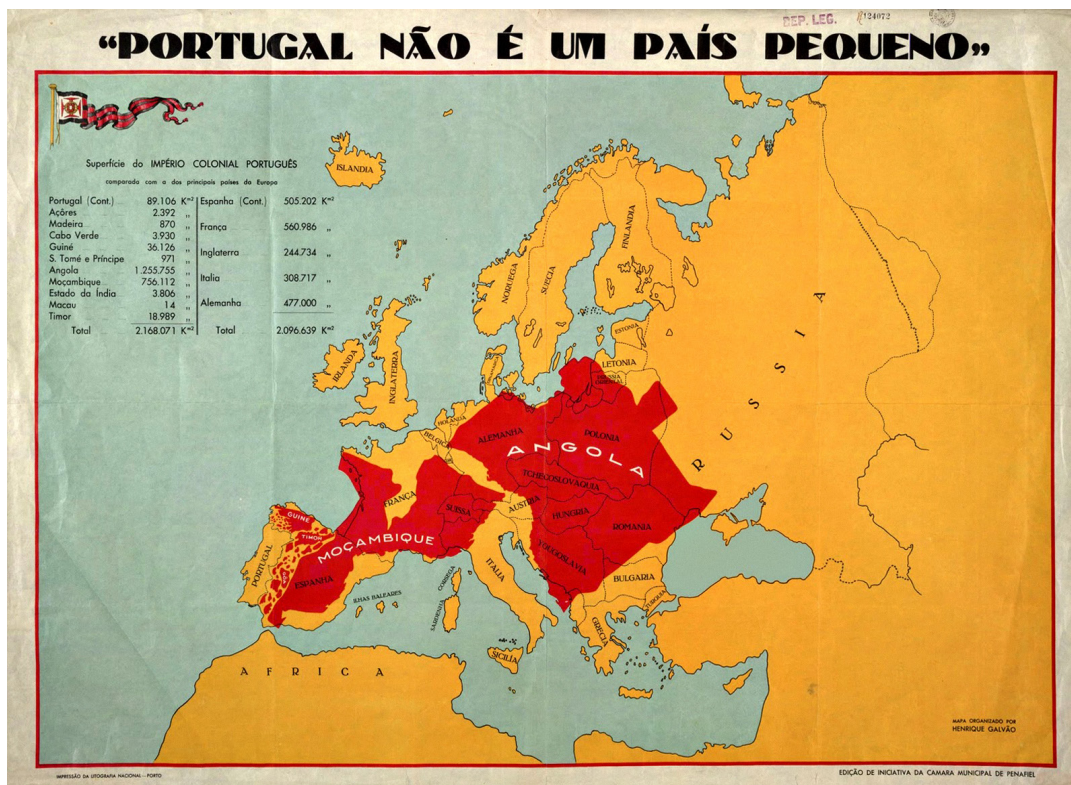 DEP. LEG.
124072
“PORTUGAL NÃO É UM PAÍS PEQUENO”
Superfície do IMPÉRIO COLONIAL PORTUGUÊS
comparada com a dos principais países da Europa
Portugal (Cont.) 89.106 Km² Espanha (Cont.) 505.202 Km²
Açôres 2.392 „
Madeira 870 „ França 560.986 „
Cabo Verde 3.930 „
Guiné 36.126 „ Inglaterra 244.734 „
S. Tomé e Príncipe 971 „
Angola 1.255.755 „ Italia 308.717 „
Moçambique 756.112 „
Estado da Índia 3.806 „ Alemanha 477.000 „
Macau 14 „
Timor 18.989 „
Total 2.168.071 Km² Total 2.096.639 Km²
ISLANDIA
NORUEGA
SUECIA
FINLANDIA
RUSSIA
ESTONIA
LETONIA
ORIENTAL
IRLANDA
INGLATERRA
HOLANDA
BELGICA
ALEMANHA
POLONIA
ANGOLA
TCHECOSLOVAQUIA
FRANÇA
SUISSA
AUSTRIA
HUNGRIA
ROMANIA
MOÇAMBIQUE
GUINÉ
TIMOR
PORTUGAL
ESPANHA
YOUGOSLAVIA
ITALIA
BULGARIA
TURQUIA
GRECIA
ILHAS BALEARES
CORSEGA
SARDENHA
SICILIA
AFRICA
MAPA ORGANIZADO POR
HENRIQUE GALVÃO
IMPRESSÃO DA LITOGRAFIA NACIONAL - PORTO
EDIÇÃO DE INICIATIVA DA CAMARA MUNICIPAL DE PENAFIEL